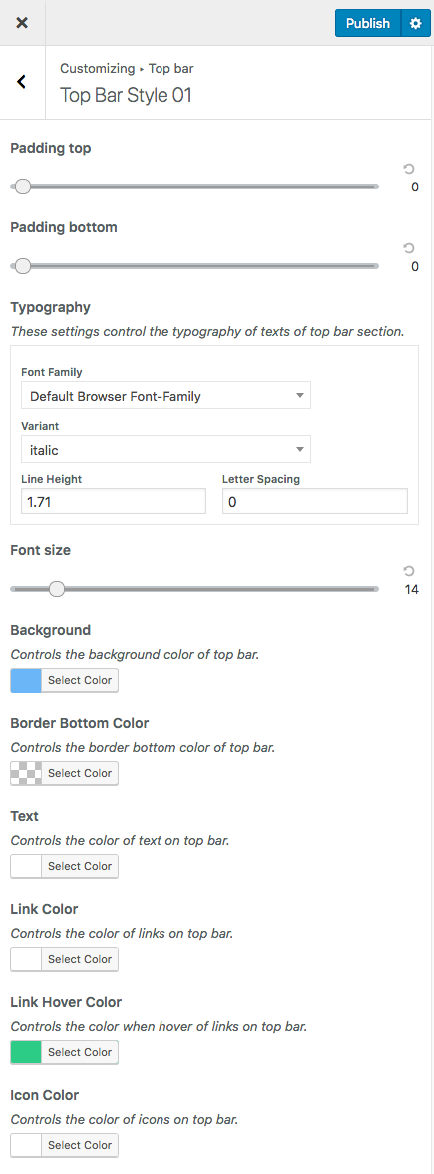 Publish
Customizing ▸ Top bar
Top Bar Style 01
Padding top
0
Padding bottom
0
Typography
These settings control the typography of texts of top bar section.
Font Family
Default Browser Font-Family
Variant
italic
Line Height Letter Spacing
1.71 0
Font size
14
Background
Controls the background color of top bar.
Select Color
Border Bottom Color
Controls the border bottom color of top bar.
Select Color
Text
Controls the color of text on top bar.
Select Color
Link Color
Controls the color of links on top bar.
Select Color
Link Hover Color
Controls the color when hover of links on top bar.
Select Color
Icon Color
Controls the color of icons on top bar.
Select Color